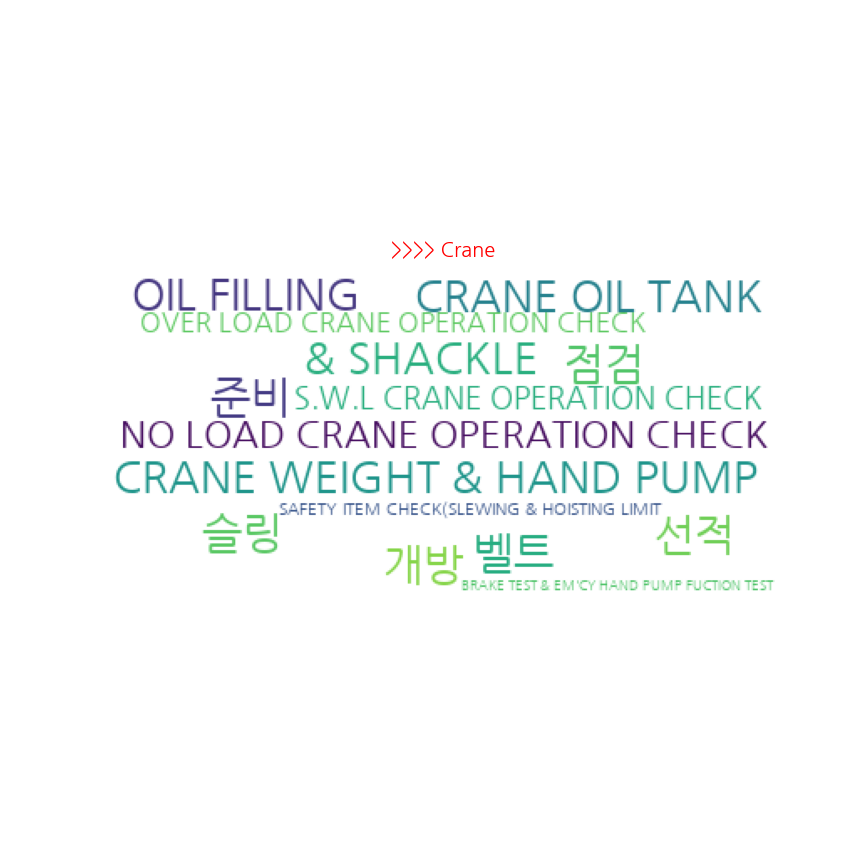 >>>> Crane
OIL FILLING
CRANE OIL TANK
OVER LOAD CRANE OPERATION CHECK
& SHACKLE
점검
준비
S.W.L CRANE OPERATION CHECK
NO LOAD CRANE OPERATION CHECK
CRANE WEIGHT & HAND PUMP
SAFETY ITEM CHECK(SLEWING & HOISTING LIMIT
슬링
선적
벨트
개방
BRAKE TEST & EM'CY HAND PUMP FUCTION TEST